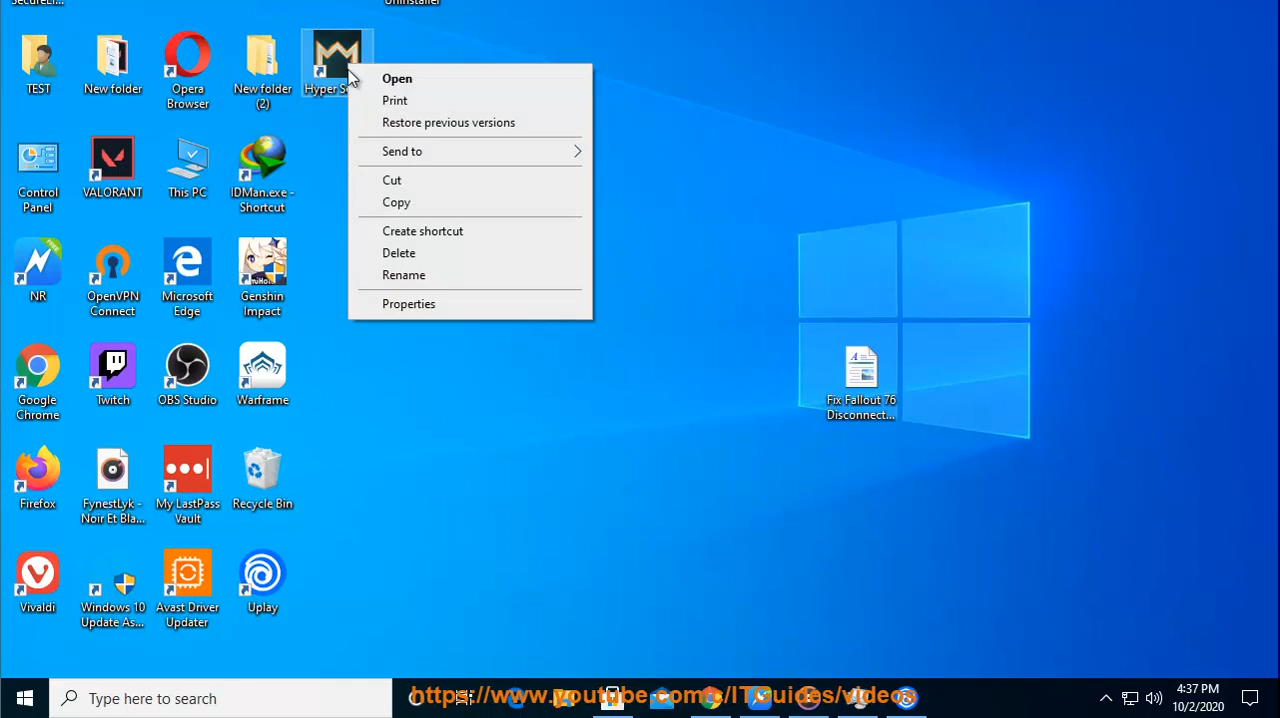 Uninstaller
TEST
New folder
Opera
Browser
New folder
(2)
Open
Print
Restore previous versions
Send to
Cut
Copy
Create shortcut
Delete
Rename
Properties
Control
Panel
VALORANT
This PC
IDMan.exe -
Shortcut
NR
OpenVPN
Connect
Microsoft
Edge
Genshin
Impact
Google
Chrome
Twitch
OBS Studio
Warframe
Fix Fallout 76
Disconnect...
Firefox
FynestLyk -
Noir Et Bla...
My LastPass
Vault
Recycle Bin
Vivaldi
Windows 10
Update As...
Avast Driver
Updater
Uplay
Type here to search
https://www.youtube.com/c/ITGuides/videos
4:37 PM
10/2/2020